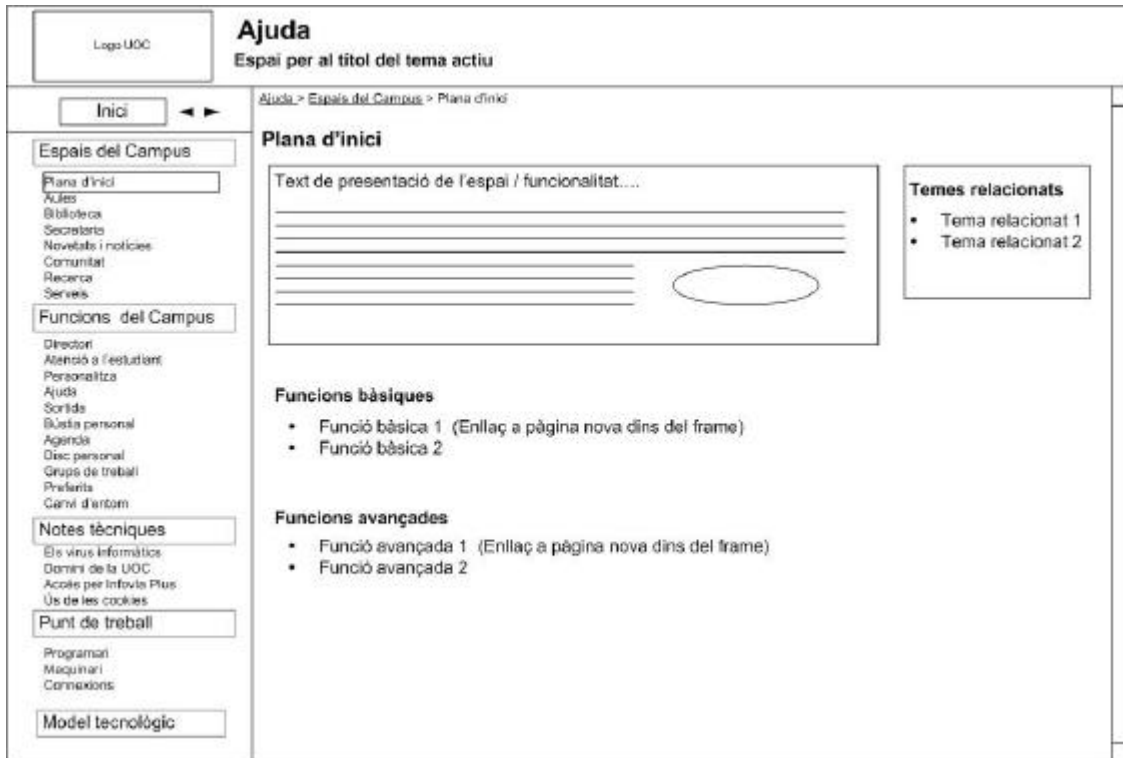 Logo UOC
Ajuda
Espai per al títol del tema actiu
Inici
Ajuda > Espais del Campus > Plana d'inici
Espais del Campus
Plana d'inici
Aules
Biblioteca
Secretaria
Novetats i notícies
Comunitat
Recerca
Serveis
Funcions del Campus
Directori
Atenció a l'estudiant
Personalitza
Ajuda
Sortida
Bústia personal
Agenda
Disc personal
Grups de treball
Preferits
Canvi d'entorn
Notes tècniques
Els virus informàtics
Domini de la UOC
Accés per Infovia Plus
Ús de les cookies
Punt de treball
Programari
Maquinari
Connexions
Model tecnològic
Plana d'inici
Text de presentació de l'espai / funcionalitat....
Temes relacionats
• Tema relacionat 1
• Tema relacionat 2
Funcions bàsiques
• Funció bàsica 1 (Enllaç a pàgina nova dins del frame)
• Funció bàsica 2
Funcions avançades
• Funció avançada 1 (Enllaç a pàgina nova dins del frame)
• Funció avançada 2